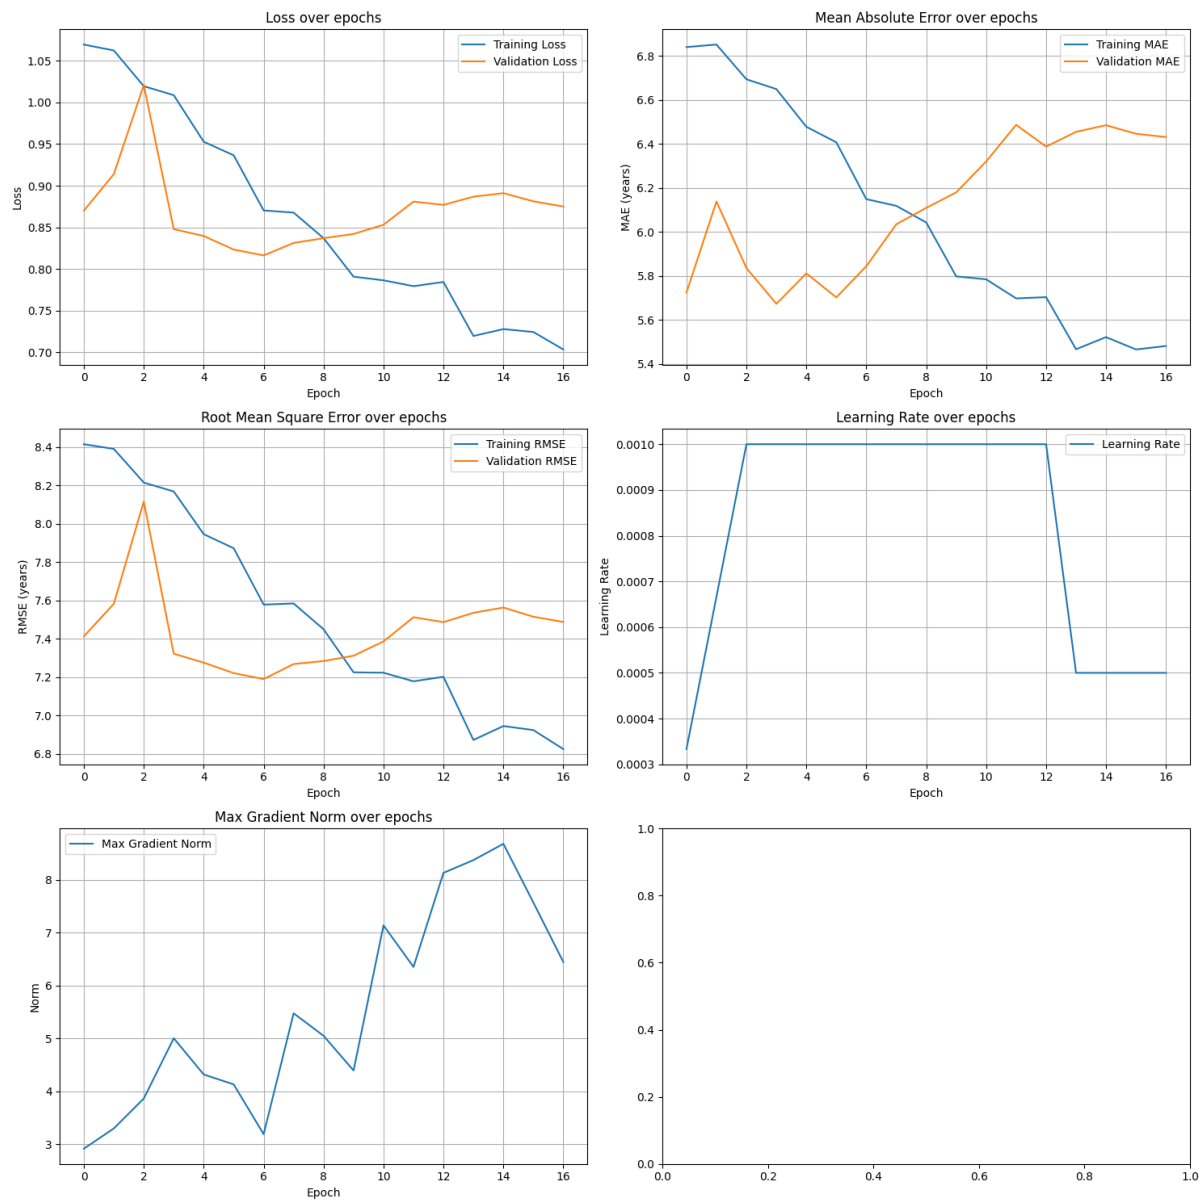 Loss over epochs
Training Loss
Validation Loss
1.05
1.00
0.95
0.90
0.85
0.80
0.75
0.70
Loss
0 2 4 6 8 10 12 14 16
Epoch
Mean Absolute Error over epochs
Training MAE
Validation MAE
6.8
6.6
6.4
6.2
6.0
5.8
5.6
5.4
MAE (years)
0 2 4 6 8 10 12 14 16
Epoch
Root Mean Square Error over epochs
Training RMSE
Validation RMSE
8.4
8.2
8.0
7.8
7.6
7.4
7.2
7.0
6.8
RMSE (years)
0 2 4 6 8 10 12 14 16
Epoch
Learning Rate over epochs
Learning Rate
0.0010
0.0009
0.0008
0.0007
0.0006
0.0005
0.0004
0.0003
Learning Rate
0 2 4 6 8 10 12 14 16
Epoch
Max Gradient Norm over epochs
Max Gradient Norm
8
7
6
5
4
3
Norm
0 2 4 6 8 10 12 14 16
Epoch
1.0
0.8
0.6
0.4
0.2
0.0
0.0 0.2 0.4 0.6 0.8 1.0